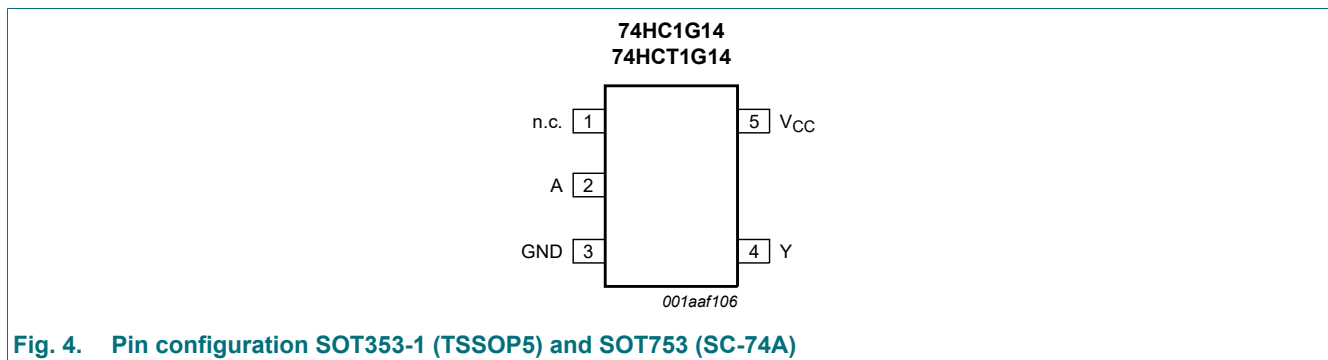 74HC1G14
74HCT1G14
n.c. 1
5 VCC
A 2
GND 3
4 Y
001aaf106
Fig. 4. Pin configuration SOT353-1 (TSSOP5) and SOT753 (SC-74A)